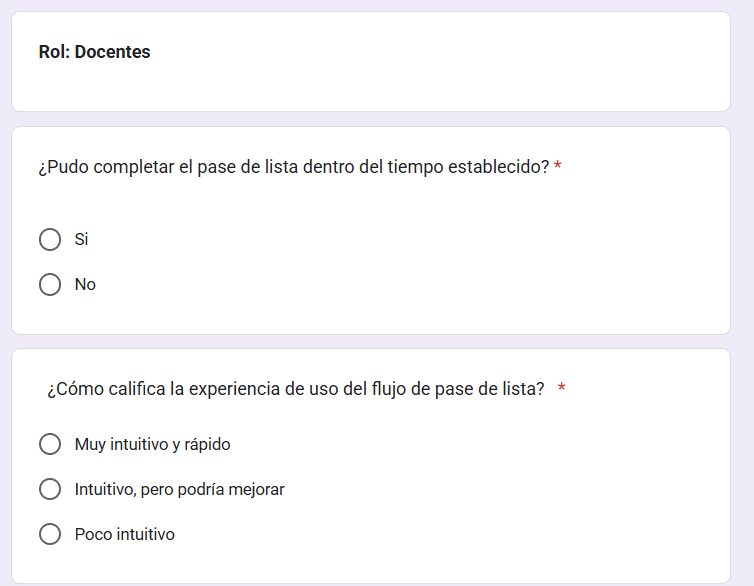 Rol: Docentes
¿Pudo completar el pase de lista dentro del tiempo establecido? *
Si
No
¿Cómo califica la experiencia de uso del flujo de pase de lista? *
Muy intuitivo y rápido
Intuitivo, pero podría mejorar
Poco intuitivo